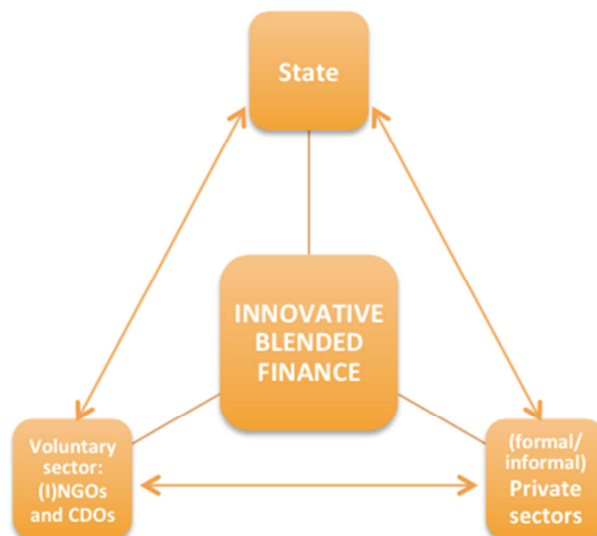 State
INNOVATIVE
BLENDED
FINANCE
Voluntary
sector:
(I)NGOs
and CDOs
(formal/
informal)
Private
sectors